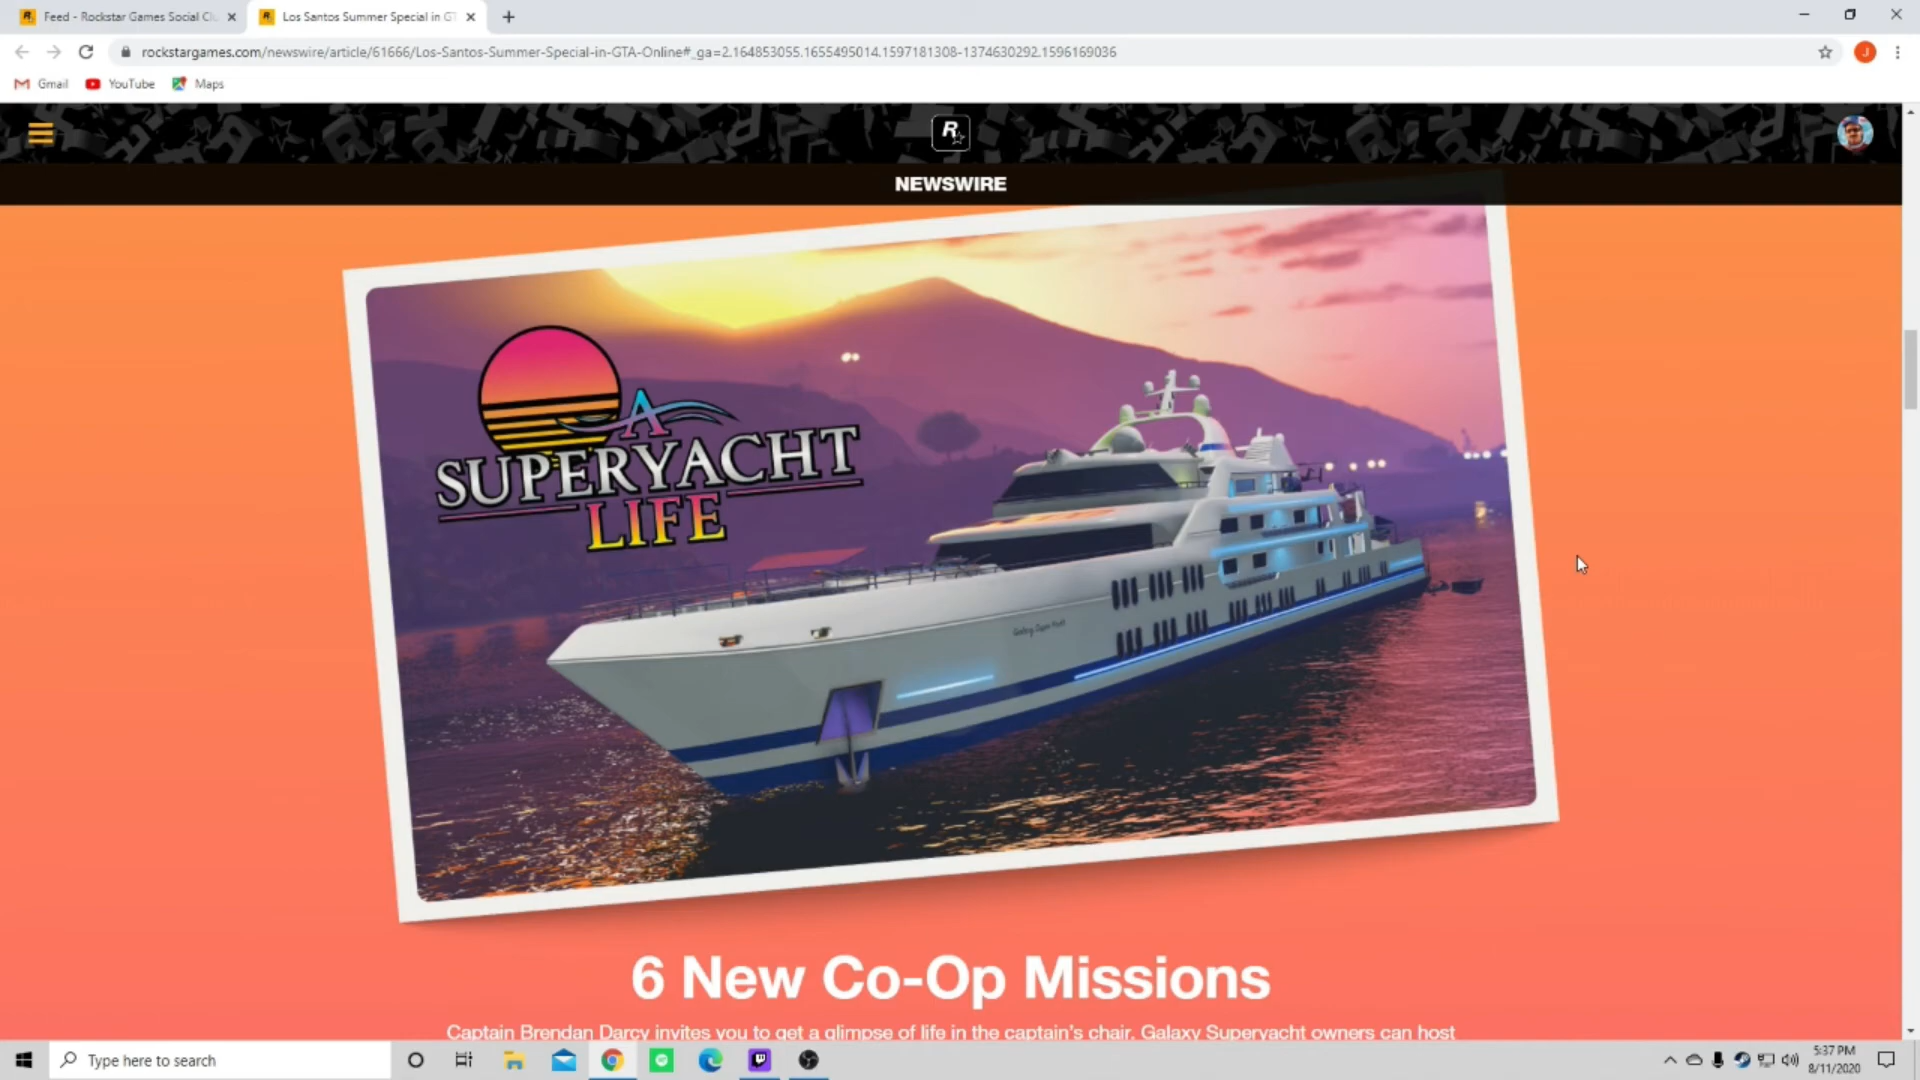 Feed - Rockstar Games Social Cl
Los Santos Summer Special in GT
rockstargames.com/newswire/article/61666/Los-Santos-Summer-Special-in-GTA-Online#_ga=2.164853055.1655495014.1597181308-1374630292.1596169036
J
Gmail
YouTube
Maps
R
NEWSWIRE
A
SUPERYACHT
LIFE
6 New Co-Op Missions
Captain Brendan Darcy invites you to get a glimpse of life in the captain's chair. Galaxy Superyacht owners can host
Type here to search
5:37 PM
8/11/2020